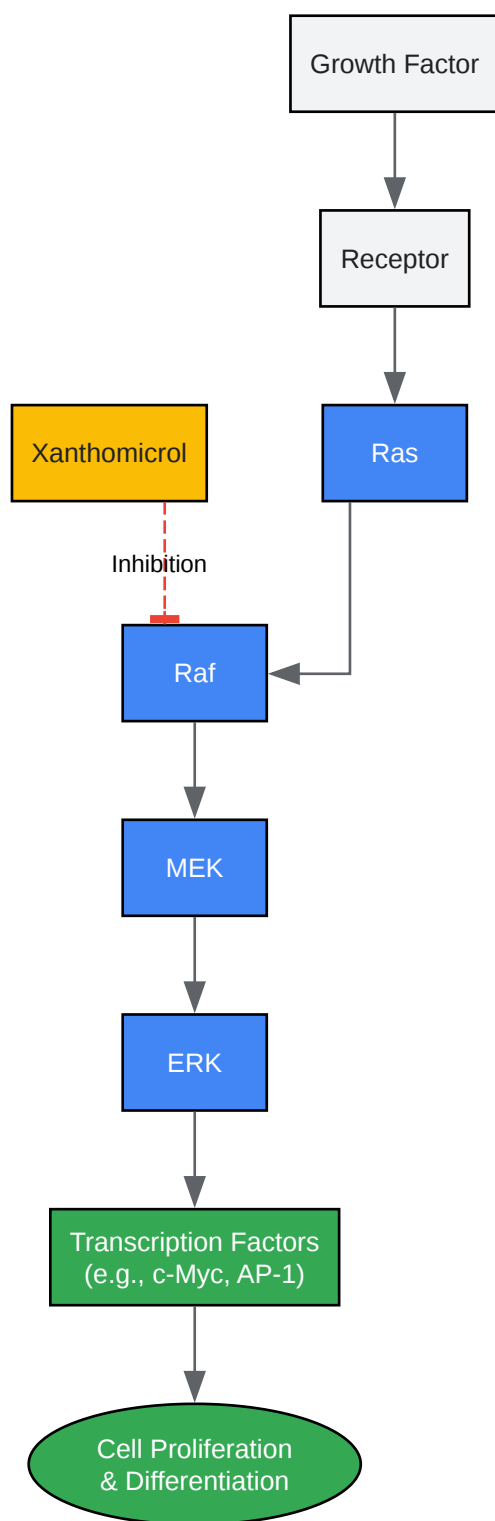 Growth Factor
Receptor
Xanthomicrol
Ras
Inhibition
Raf
MEK
ERK
Transcription Factors
(e.g., c-Myc, AP-1)
Cell Proliferation
& Differentiation